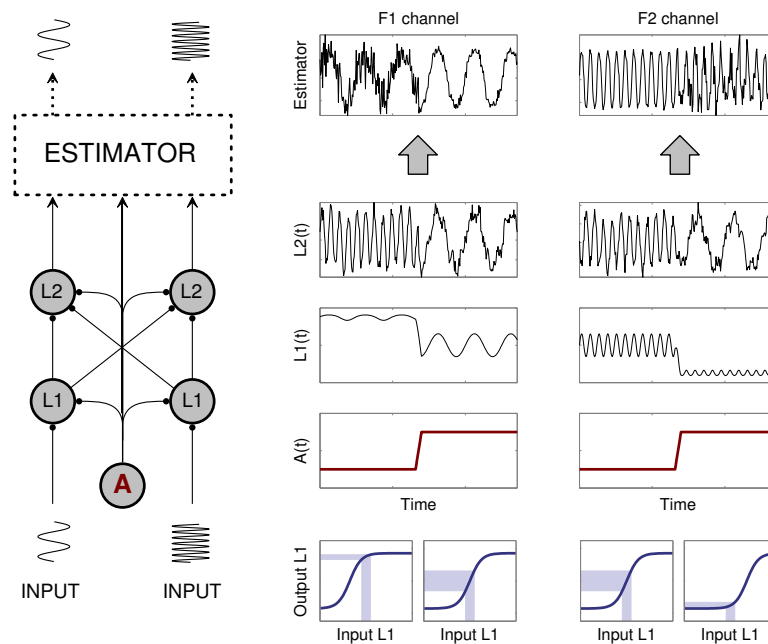 F1 channel
F2 channel
Estimator
ESTIMATOR
L2(t)
L2
L2
L1(t)
L1
L1
A(t)
A
Time
Time
INPUT
INPUT
Output L1
Input L1
Input L1
Input L1
Input L1